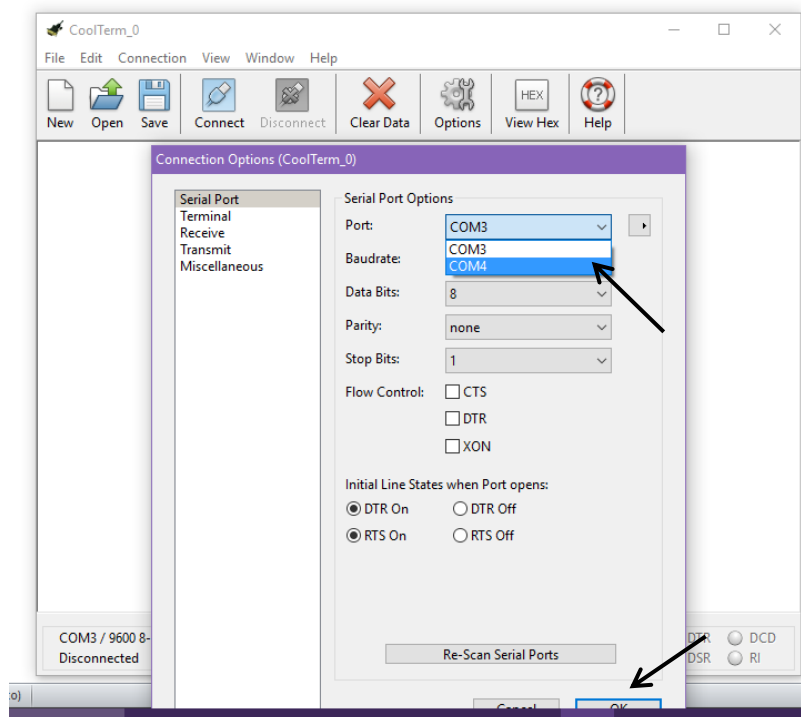 CoolTerm_0
File Edit Connection View Window Help
New Open Save Connect Disconnect Clear Data Options View Hex Help
HEX
Connection Options (CoolTerm_0)
Serial Port
Terminal
Receive
Transmit
Miscellaneous
Serial Port Options
Port: COM3
COM3
COM4
Baudrate:
Data Bits: 8
Parity: none
Stop Bits: 1
Flow Control: CTS
DTR
XON
Initial Line States when Port opens:
DTR On DTR Off
RTS On RTS Off
Re-Scan Serial Ports
Cancel OK
COM3 / 9600 8-
Disconnected
DTR DCD
DSR RI
:o)